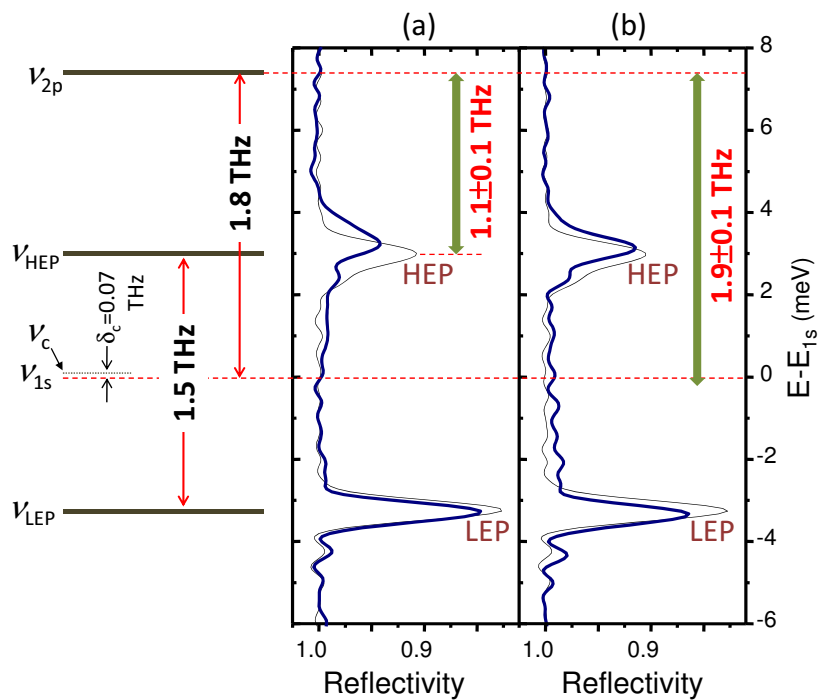 (a)
(b)
ν2p
νHEP
νc
ν1s
νLEP
δc=0.07
THz
1.8 THz
1.5 THz
1.1±0.1 THz
1.9±0.1 THz
HEP
LEP
HEP
LEP
8
6
4
2
0
-2
-4
-6
E-E1s (meV)
1.0 0.9
1.0 0.9
Reflectivity
Reflectivity